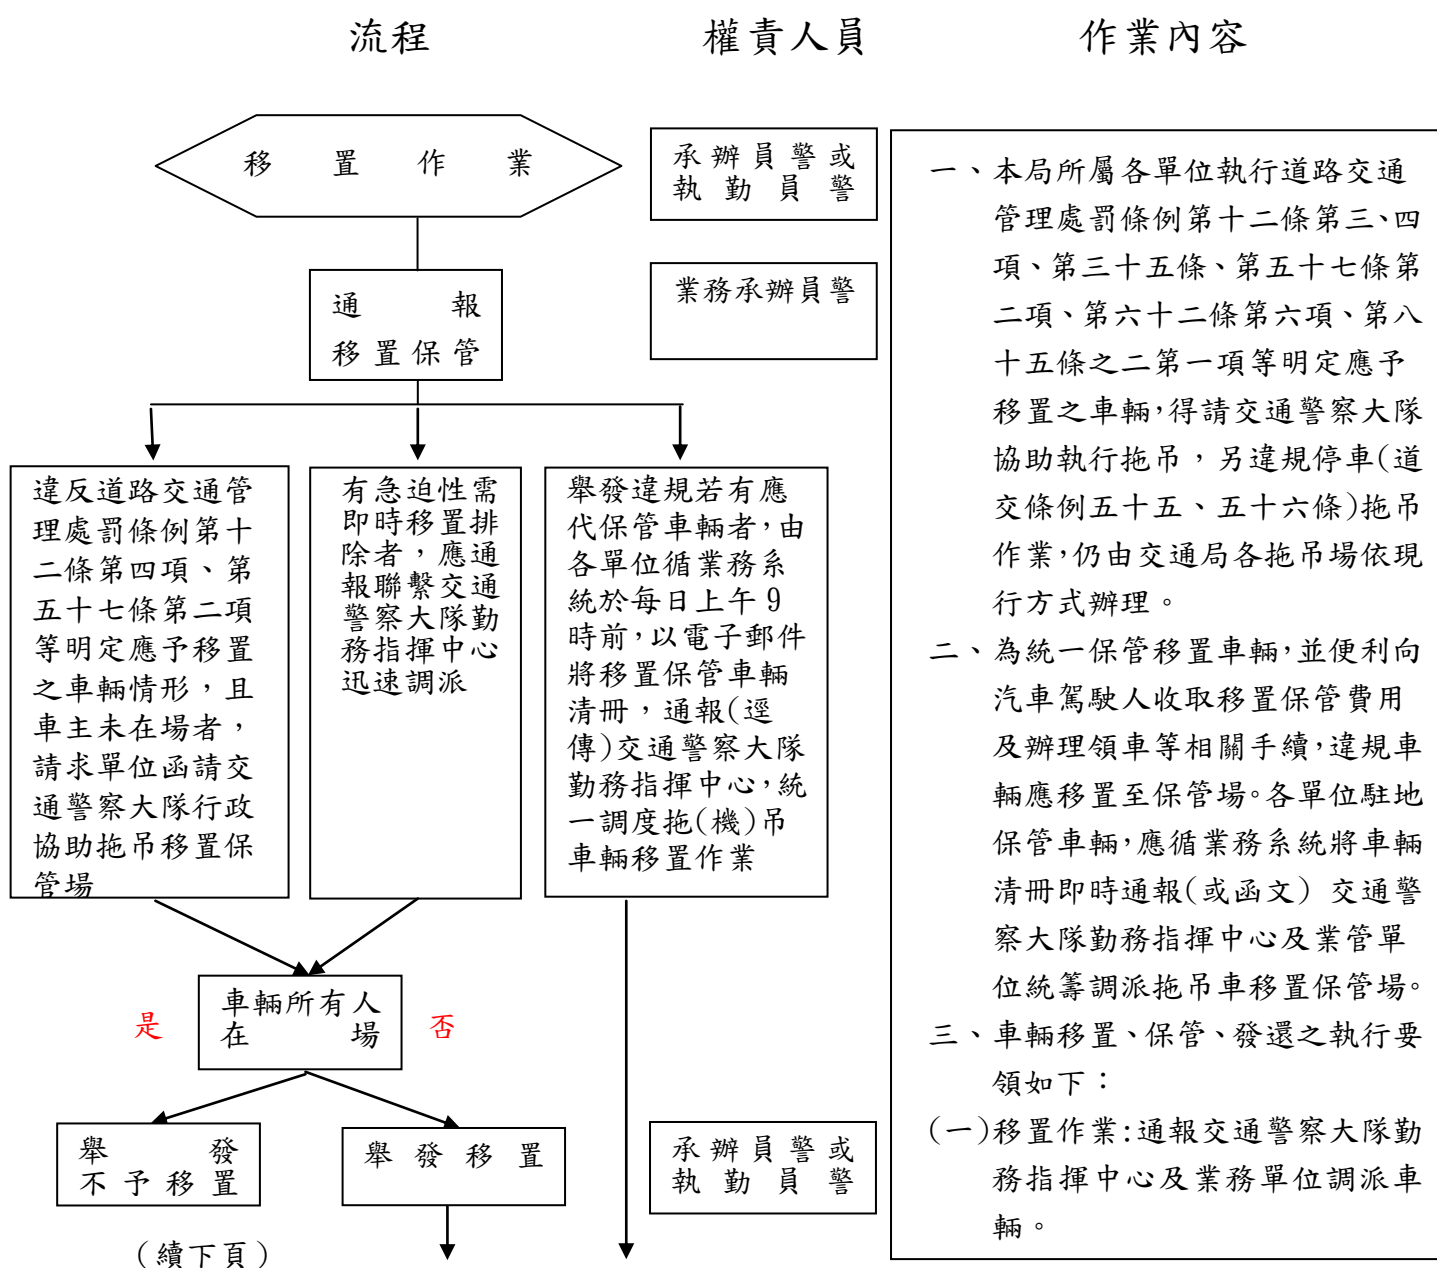 流程 權責人員 作業內容
移置作業
承辦員警或
執勤員警
通報
移置保管
業務承辦員警
違反道路交通管
理處罰條例第十
二條第四項、第
五十七條第二項
等明定應予移置
之車輛情形，且
車主未在場者，
請求單位函請交
通警察大隊行政
協助拖吊移置保
管場
有急迫性需
即時移置排
除者，應通
報聯繫交通
警察大隊勤
務指揮中心
迅速調派
舉發違規若有應
代保管車輛者，由
各單位循業務系
統於每日上午9
時前，以電子郵件
將移置保管車輛
清冊，通報(逕
傳)交通警察大隊
勤務指揮中心，統
一調度拖(機)吊
車輛移置作業
是
車輛所有人
在場
否
舉發
不予移置
舉發移置
承辦員警或
執勤員警
(續下頁)
一、本局所屬各單位執行道路交通
管理處罰條例第十二條第三、四
項、第三十五條、第五十七條第
二項、第六十二條第六項、第八
十五條之二第一項等明定應予
移置之車輛，得請交通警察大隊
協助執行拖吊，另違規停車(道
交條例五十五、五十六條)拖吊
作業，仍由交通局各拖吊場依現
行方式辦理。
二、為統一保管移置車輛，並便利向
汽車駕駛人收取移置保管費用
及辦理領車等相關手續，違規車
輛應移置至保管場。各單位駐地
保管車輛，應循業務系統將車輛
清冊即時通報(或函文) 交通警
察大隊勤務指揮中心及業管單
位統籌調派拖吊車移置保管場。
三、車輛移置、保管、發還之執行要
領如下：
(一)移置作業:通報交通警察大隊勤
務指揮中心及業務單位調派車
輛。